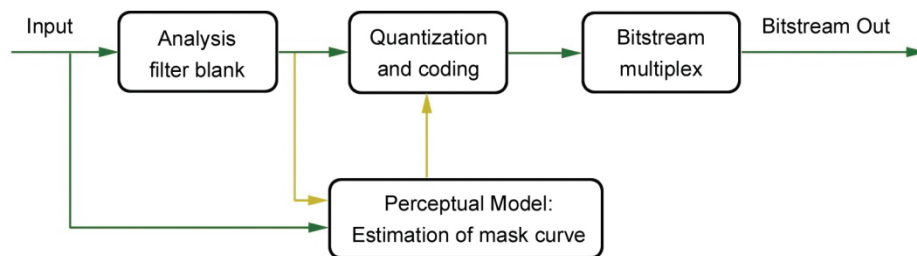 Input
Analysis
filter blank
Quantization
and coding
Bitstream
multiplex
Bitstream Out
Perceptual Model:
Estimation of mask curve